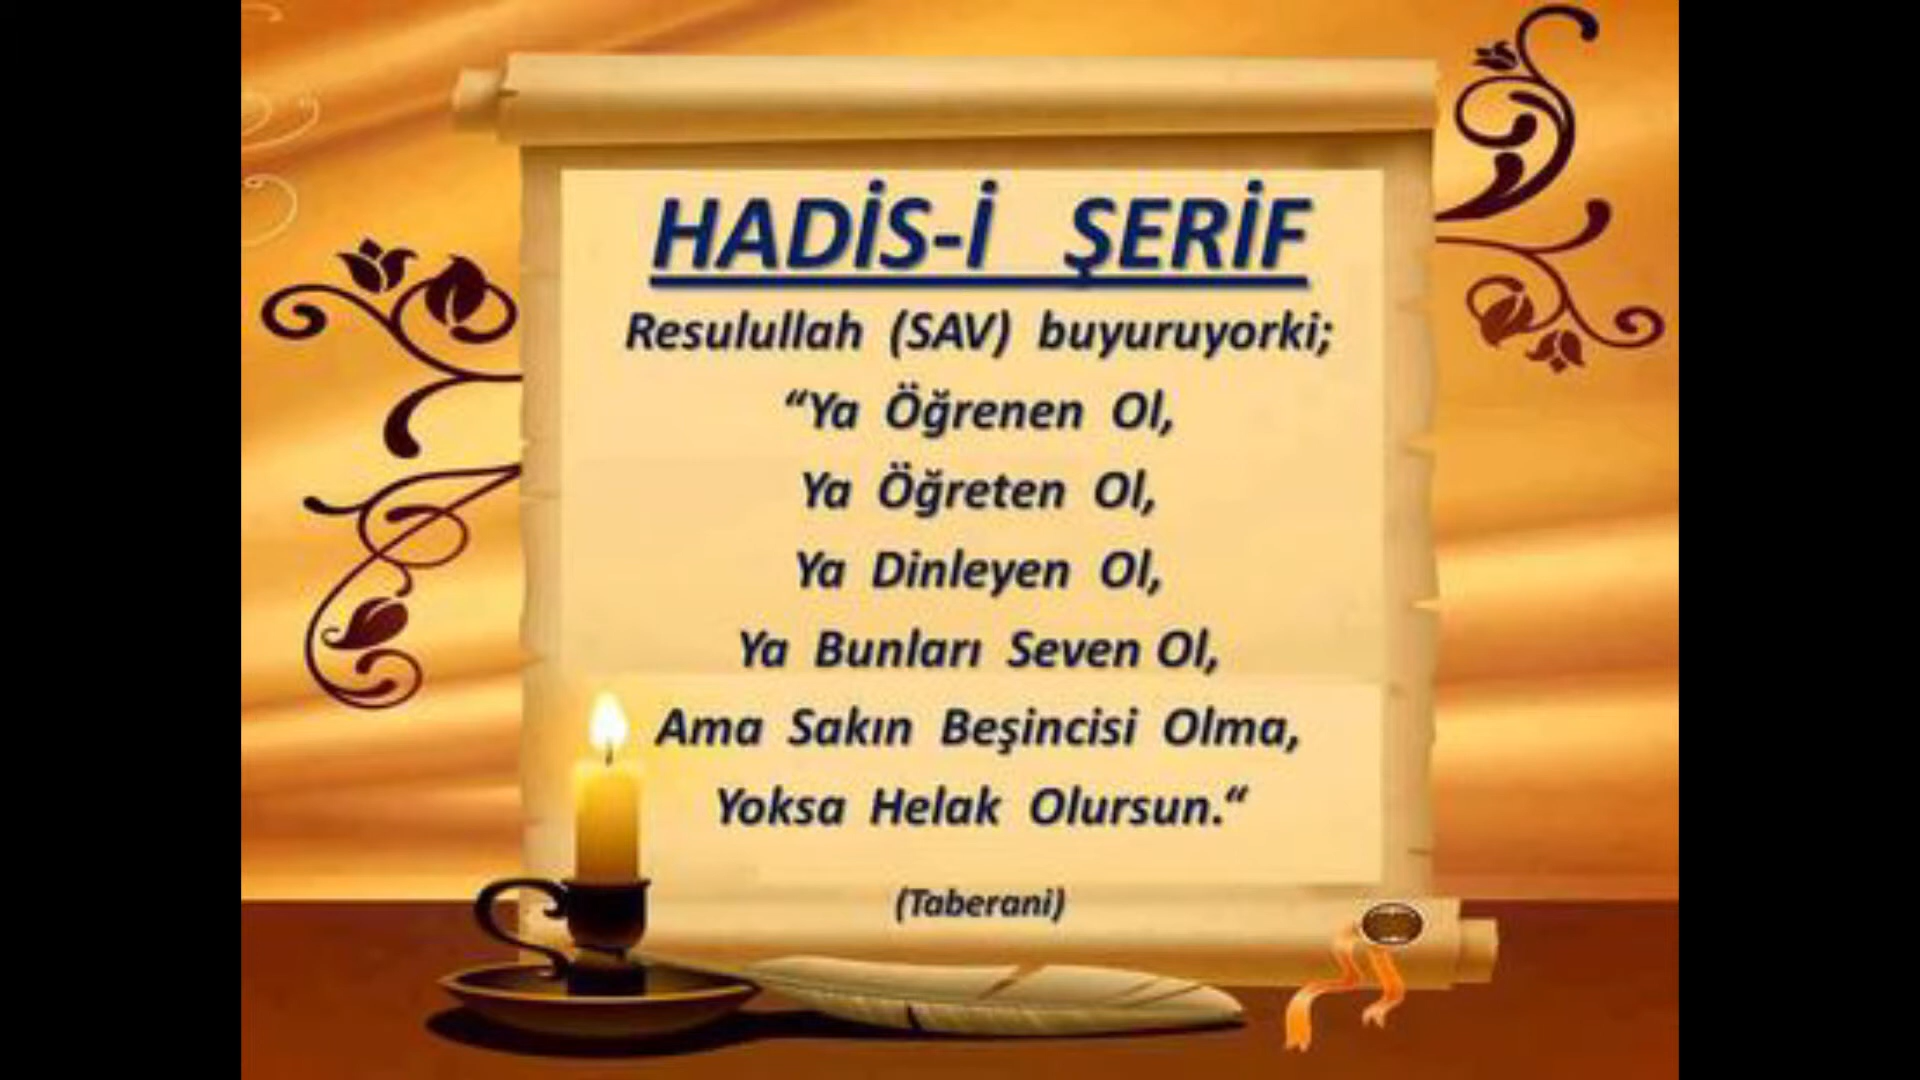 HADİS-İ ŞERİF
Resulullah (SAV) buyuruyorki;
“Ya Öğrenen Ol,
Ya Öğreten Ol,
Ya Dinleyen Ol,
Ya Bunları Seven Ol,
Ama Sakın Beşincisi Olma,
Yoksa Helak Olursun.“
(Taberani)